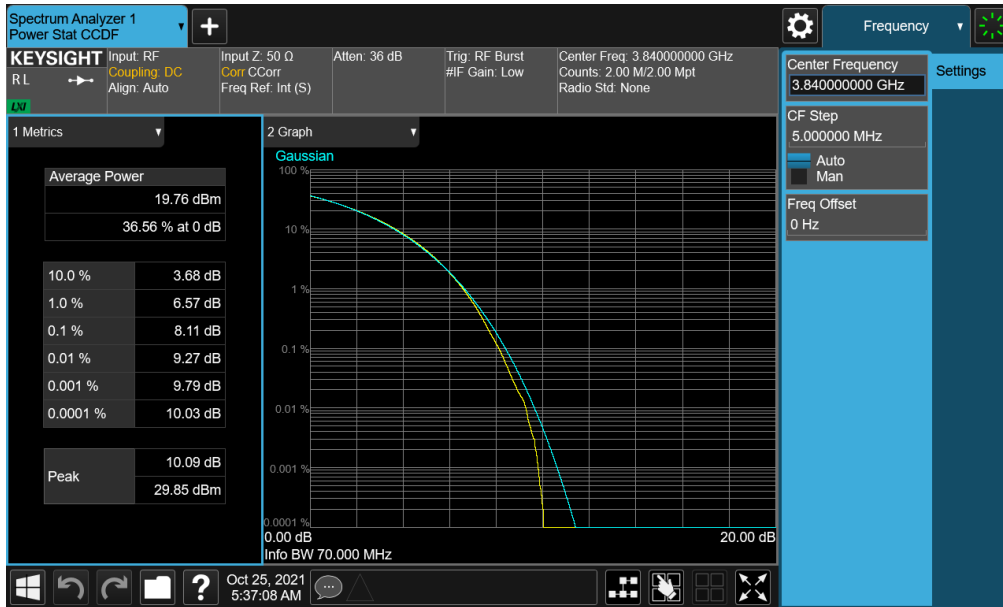 Spectrum Analyzer 1
Power Stat CCDF
+
Frequency
KEYSIGHT
R L
LXI
Input: RF
Coupling: DC
Align: Auto
Input Z: 50 Ω
Corr CCorr
Freq Ref: Int (S)
Atten: 36 dB
Trig: RF Burst
#IF Gain: Low
Center Freq: 3.840000000 GHz
Counts: 2.00 M/2.00 Mpt
Radio Std: None
Center Frequency
3.840000000 GHz
Settings
CF Step
5.000000 MHz
Auto
Man
Freq Offset
0 Hz
1 Metrics
Average Power
19.76 dBm
36.56 % at 0 dB
10.0 % 3.68 dB
1.0 % 6.57 dB
0.1 % 8.11 dB
0.01 % 9.27 dB
0.001 % 9.79 dB
0.0001 % 10.03 dB
Peak
10.09 dB
29.85 dBm
2 Graph
Gaussian
100 %
10 %
1 %
0.1 %
0.01 %
0.001 %
0.0001 %
0.00 dB 20.00 dB
Info BW 70.000 MHz
?
Oct 25, 2021
5:37:08 AM